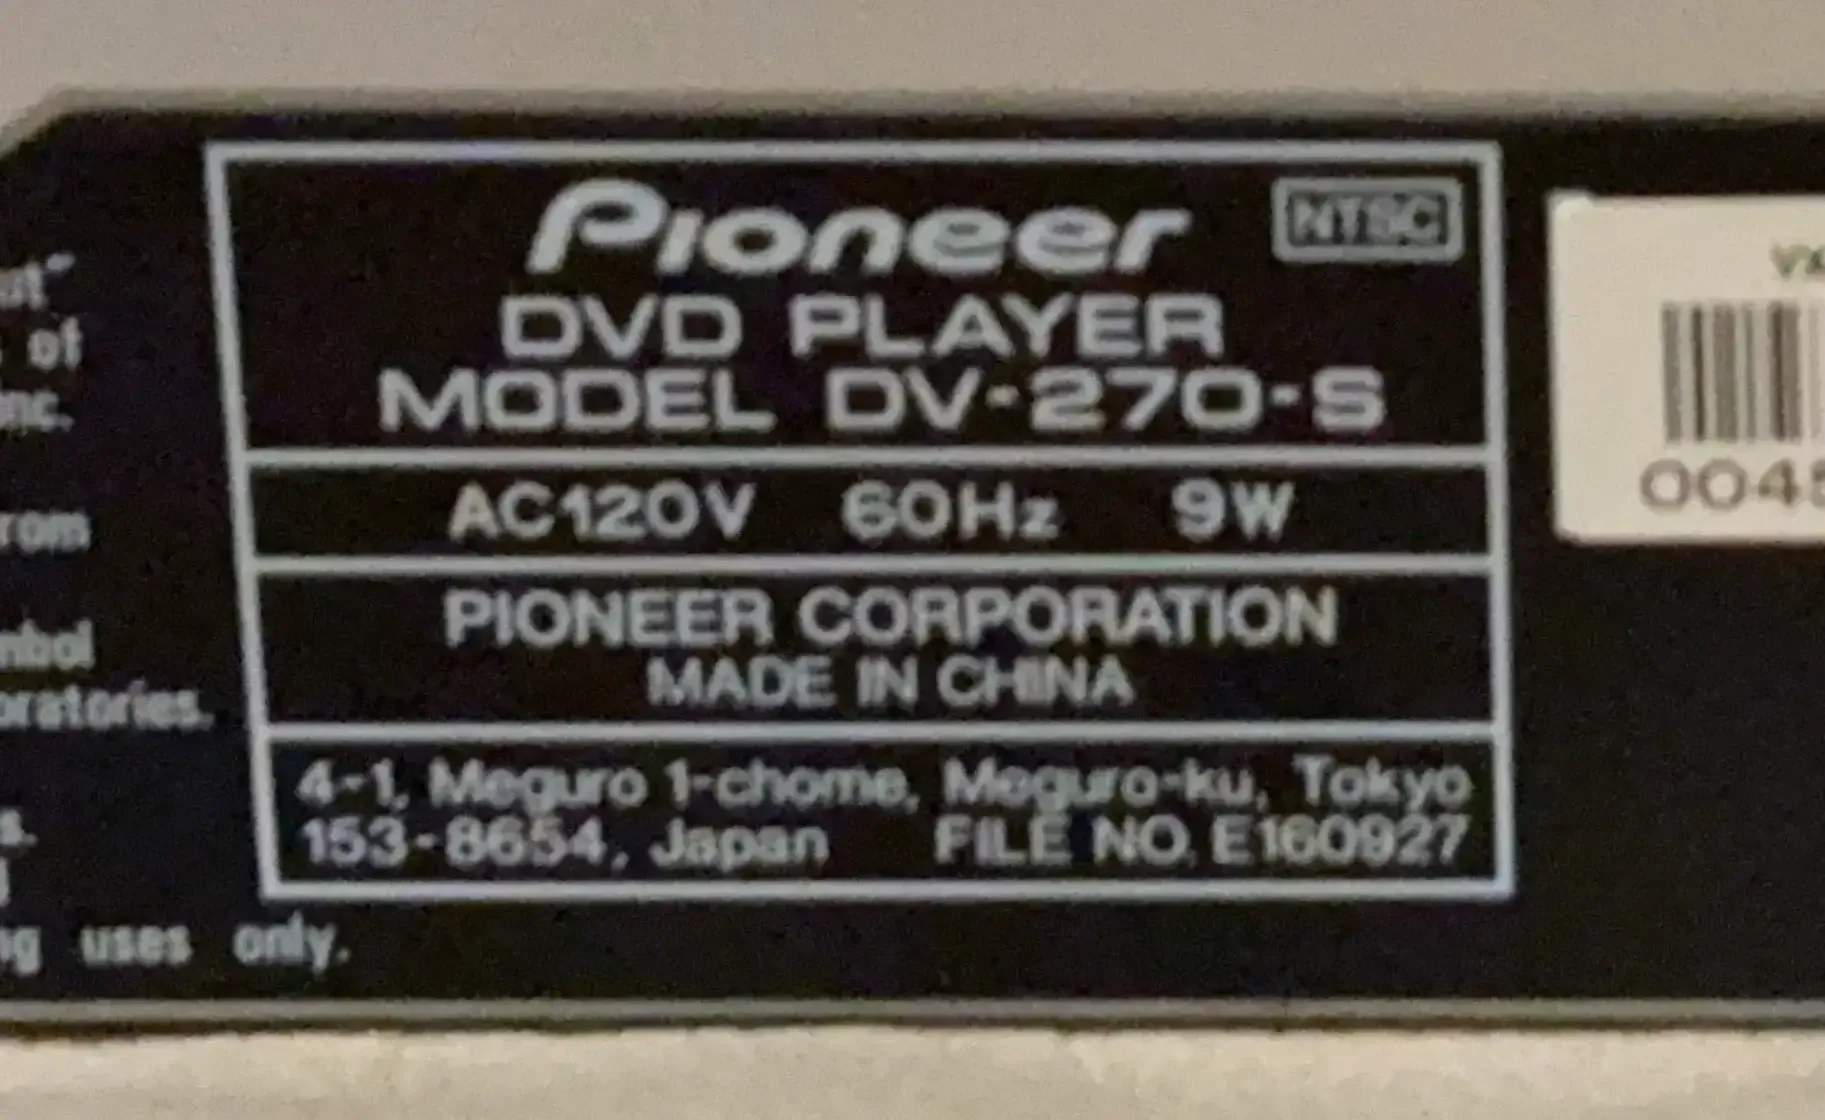 Pioneer NTSC
DVD PLAYER
MODEL DV-270-S
AC120V 60Hz 9W
PIONEER CORPORATION
MADE IN CHINA
4-1, Meguro 1-chome, Meguro-ku, Tokyo
153-8654, Japan FILE NO. E160927
of
uses only.